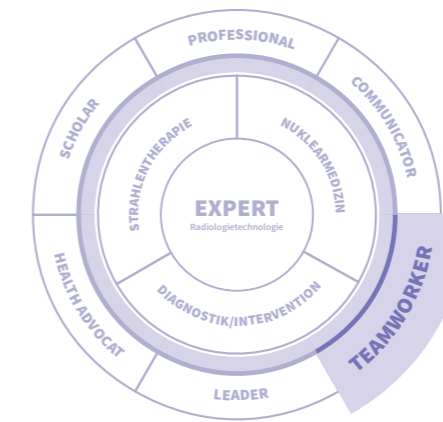 PROFESSIONAL
COMMUNICATOR
TEAMWORKER
LEADER
HEALTH ADVOCAT
SCHOLAR
STRAHLENTHERAPIE
NUKLEARMEDIZIN
DIAGNOSTIK/INTERVENTION
EXPERT
Radiologietechnologie